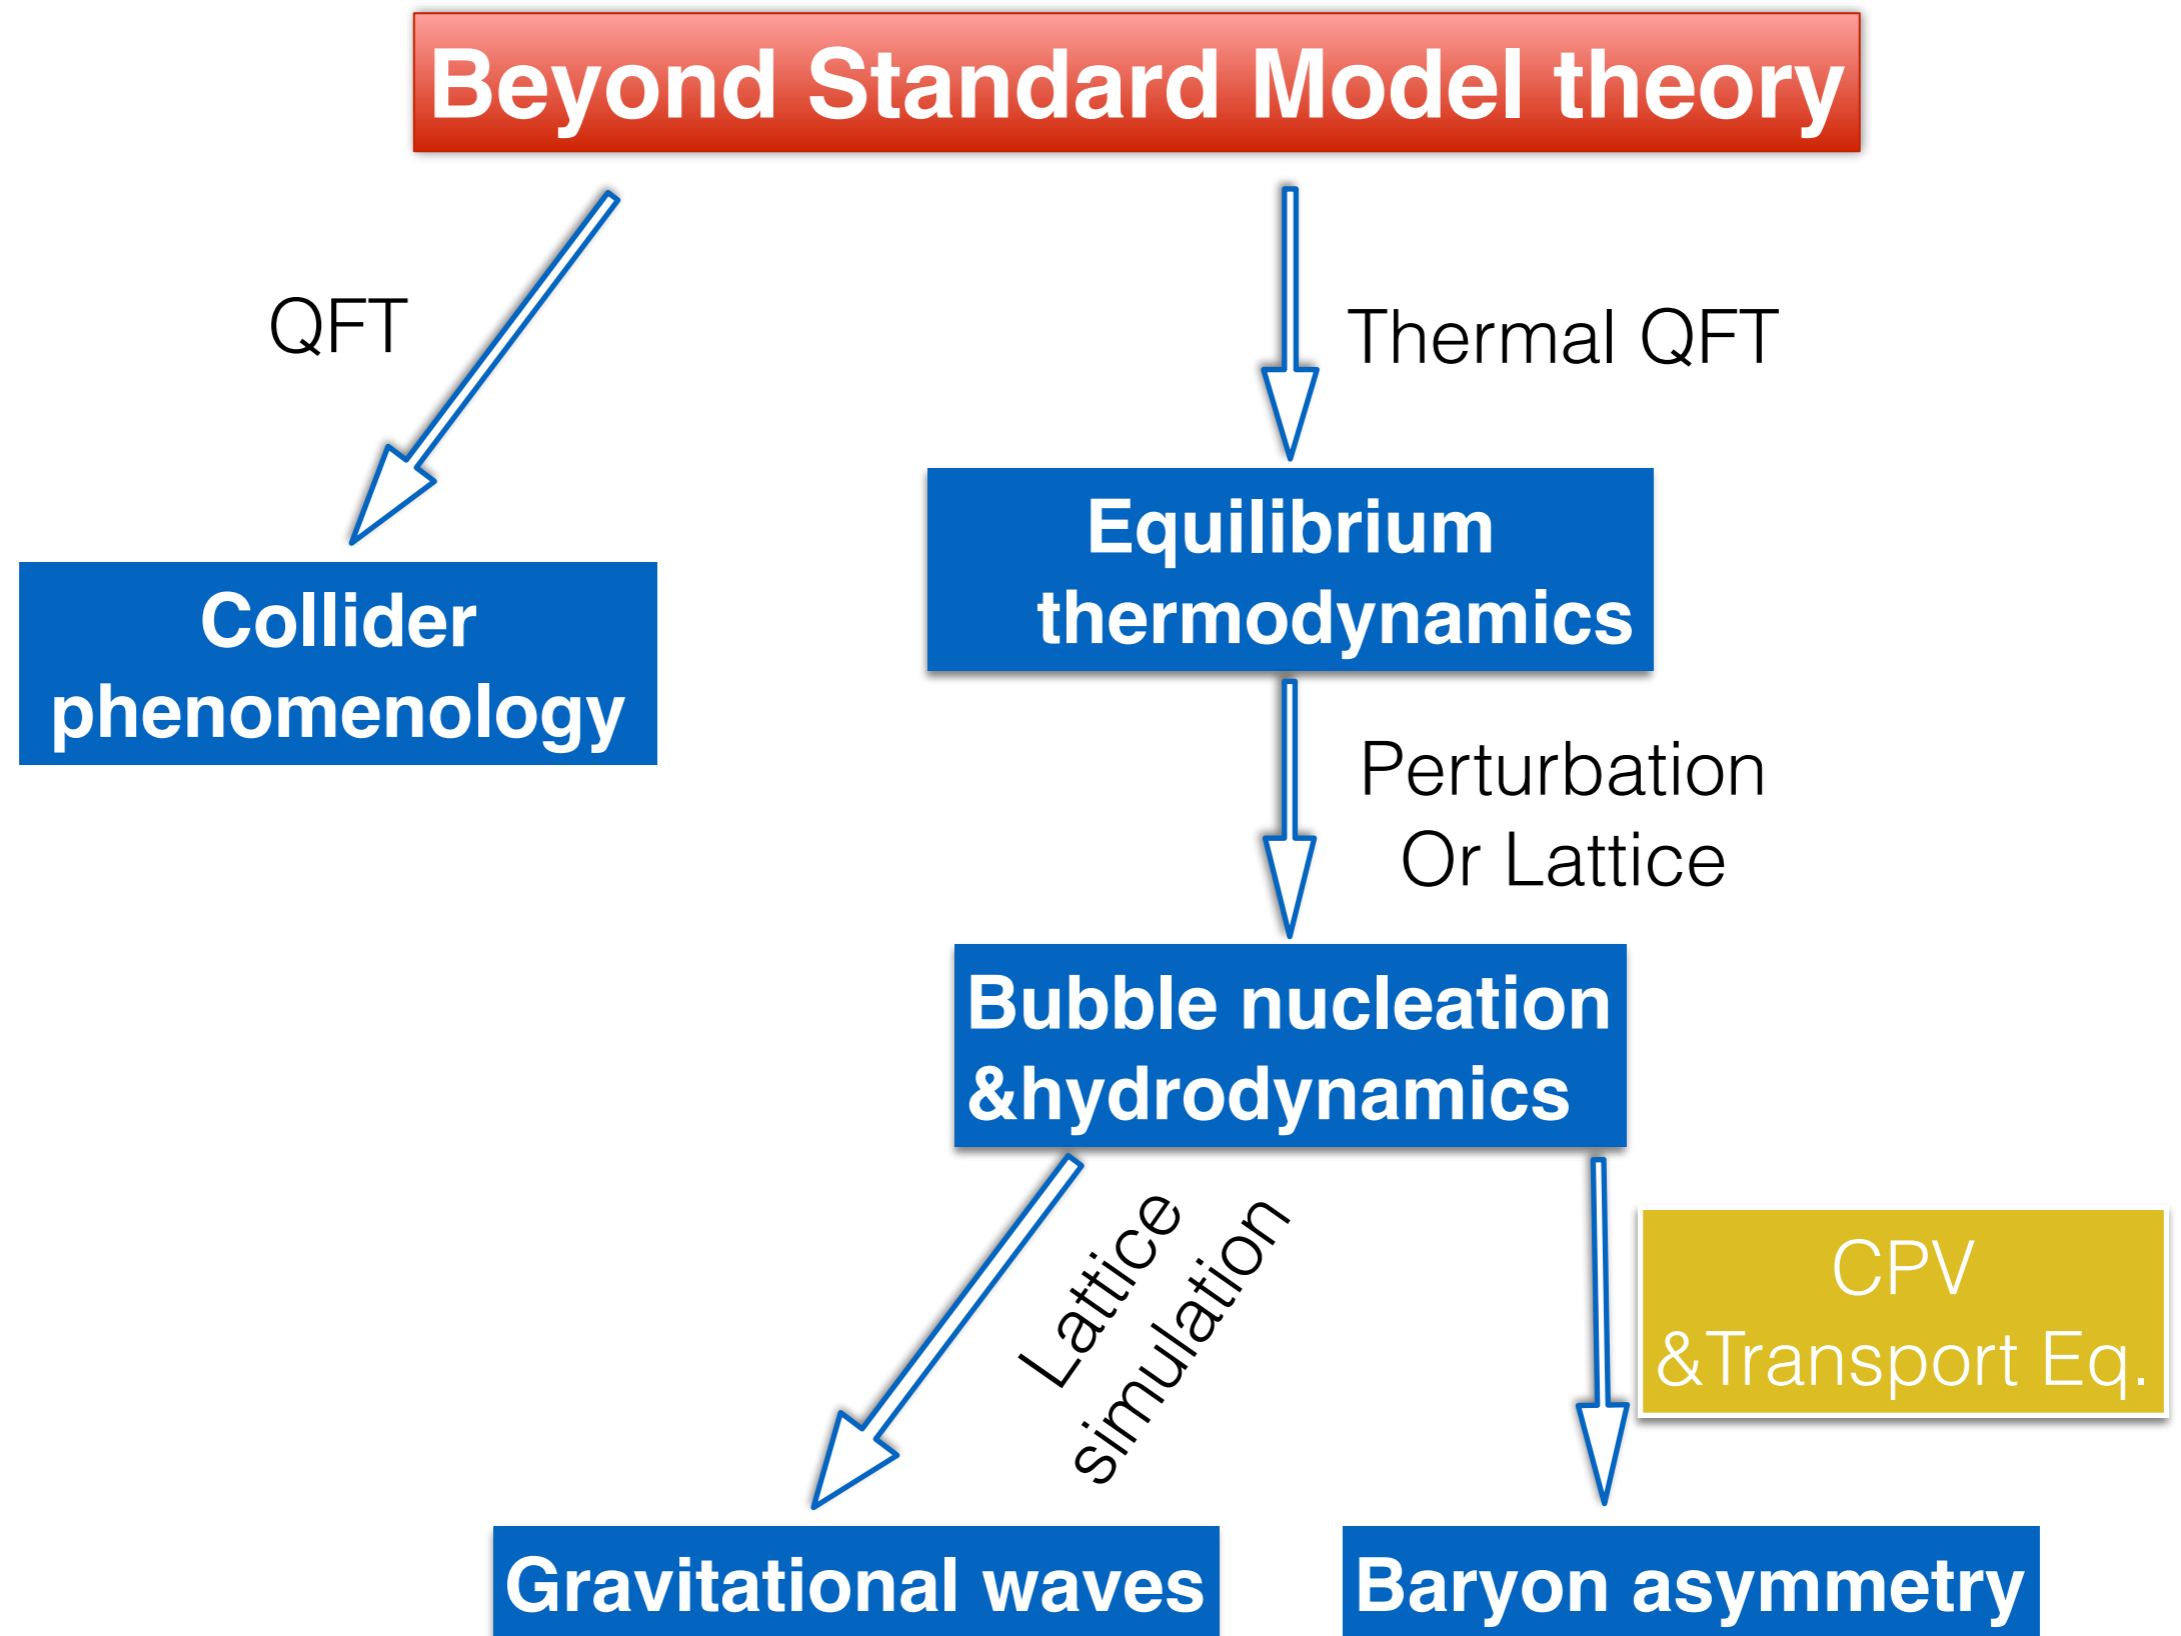 Beyond Standard Model theory
QFT
Thermal QFT
Equilibrium
thermodynamics
Collider
phenomenology
Perturbation
Or Lattice
Bubble nucleation
&hydrodynamics
Lattice
simulation
CPV
&Transport Eq.
Gravitational waves
Baryon asymmetry